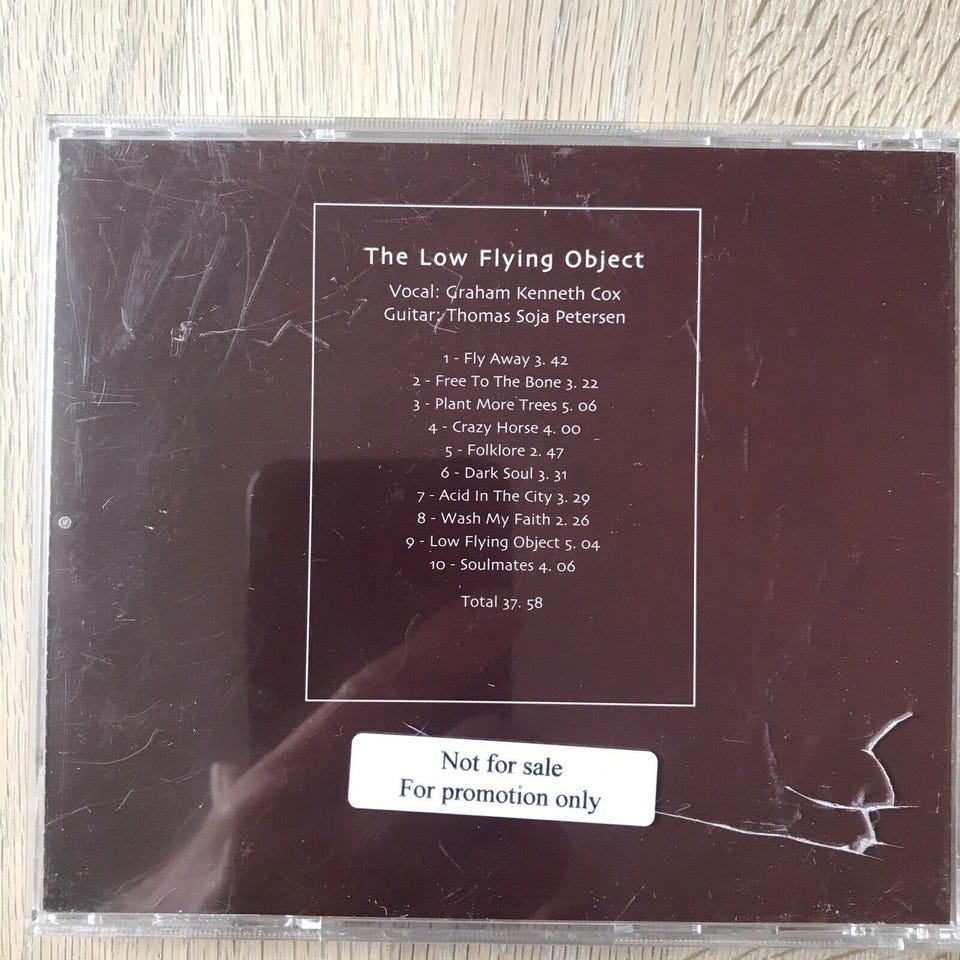 The Low Flying Object
Vocal: Graham Kenneth Cox
Guitar: Thomas Soja Petersen
1 - Fly Away 3. 42
2 - Free To The Bone 3. 22
3 - Plant More Trees 5. 06
4 - Crazy Horse 4. 00
5 - Folklore 2. 47
6 - Dark Soul 3. 31
7 - Acid In The City 3. 29
8 - Wash My Faith 2. 26
9 - Low Flying Object 5. 04
10 - Soulmates 4. 06
Total 37. 58
Not for sale
For promotion only